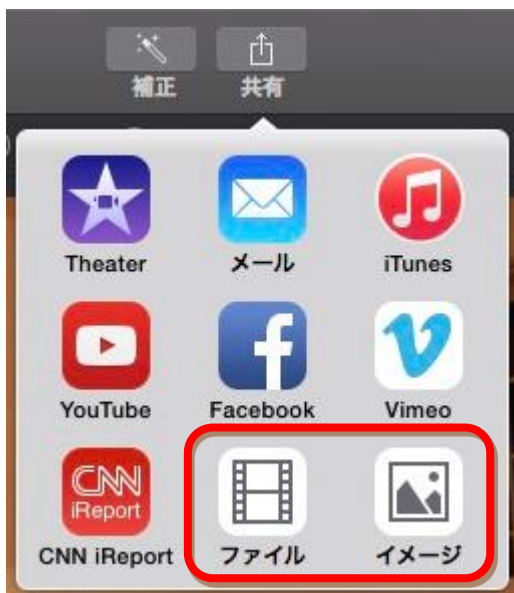 補正 共有
Theater メール iTunes
YouTube Facebook Vimeo
CNN
iReport
CNN iReport ファイル イメージ